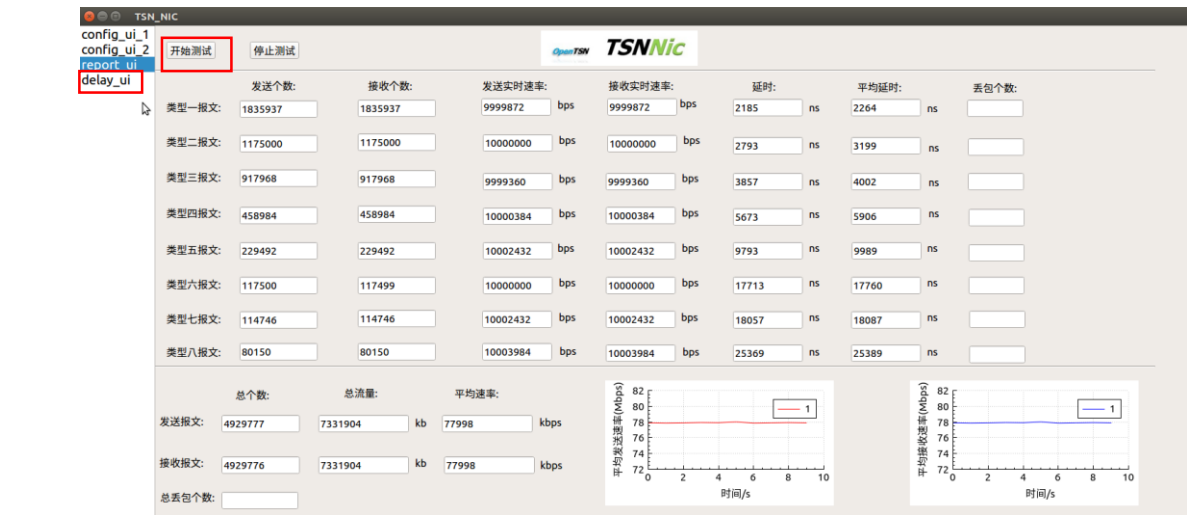 TSN_NIC
config_ui_1
config_ui_2
report_ui
delay_ui
开始测试 停止测试 OpenTSN TSNNic
发送个数: 接收个数: 发送实时速率: 接收实时速率: 延时: 平均延时: 丢包个数:
类型一报文: 1835937 1835937 9999872 bps 9999872 bps 2185 ns 2264 ns
类型二报文: 1175000 1175000 10000000 bps 10000000 bps 2793 ns 3199 ns
类型三报文: 917968 917968 9999360 bps 9999360 bps 3857 ns 4002 ns
类型四报文: 458984 458984 10000384 bps 10000384 bps 5673 ns 5906 ns
类型五报文: 229492 229492 10002432 bps 10002432 bps 9793 ns 9989 ns
类型六报文: 117500 117499 10000000 bps 10000000 bps 17713 ns 17760 ns
类型七报文: 114746 114746 10002432 bps 10002432 bps 18057 ns 18087 ns
类型八报文: 80150 80150 10003984 bps 10003984 bps 25369 ns 25389 ns
总个数: 总流量: 平均速率:
发送报文: 4929777 7331904 kb 77998 kbps
接收报文: 4929776 7331904 kb 77998 kbps
总丢包个数:
平均发送速率(Mbps)
82
80
78
76
74
72
0 2 4 6 8 10
时间/s
1
平均接收速率(Mbps)
82
80
78
76
74
72
0 2 4 6 8 10
时间/s
1